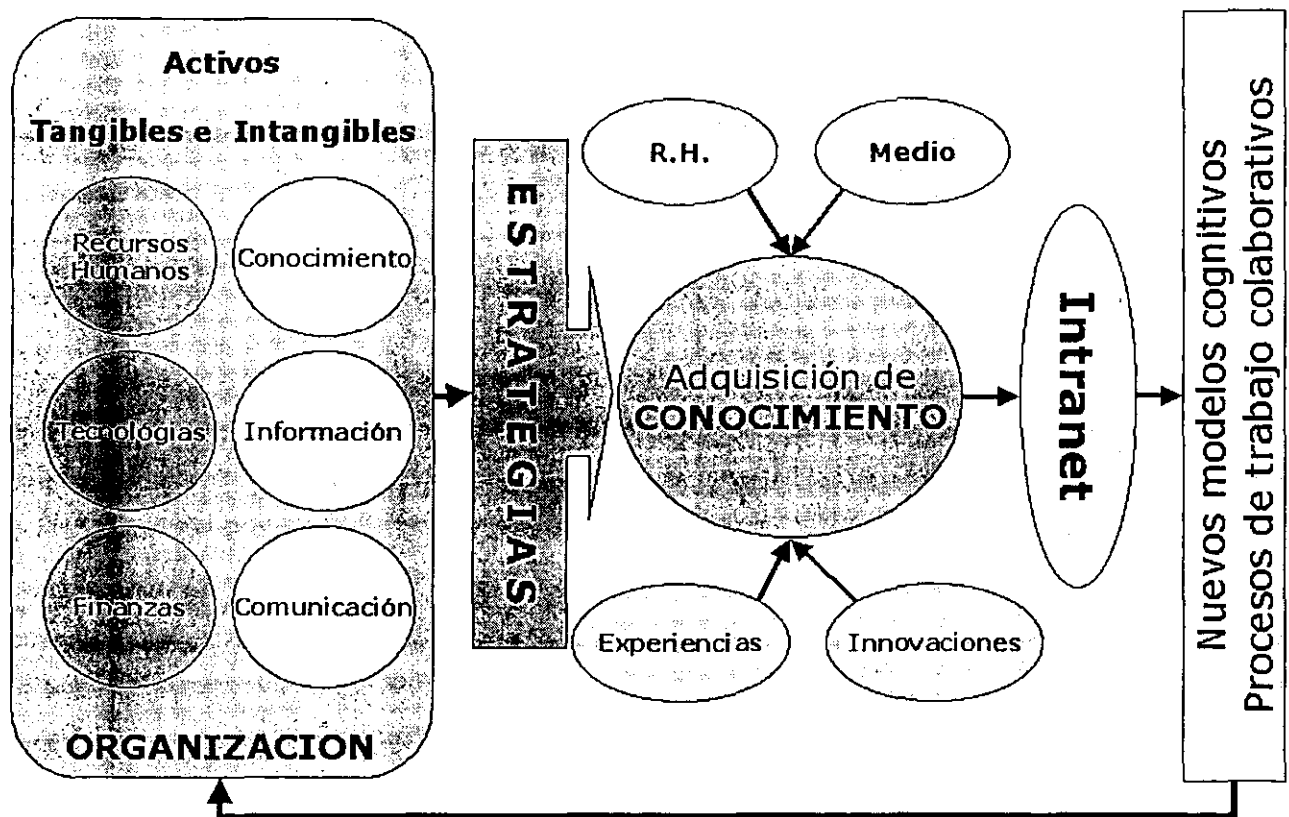 Activos
Tangibles e Intangibles
Recursos
Humanos
Conocimiento
Tecnologías
Información
Finanzas
Comunicación
ORGANIZACION
ESTRATEGIAS
R.H.
Medio
Adquisición de
CONOCIMIENTO
Experiencias
Innovaciones
Intranet
Nuevos modelos cognitivos
Procesos de trabajo colaborativos